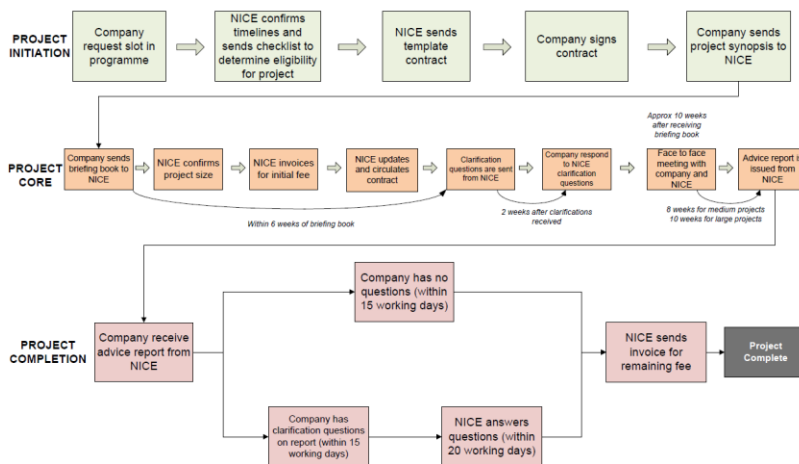 PROJECT
INITIATION
Company
request slot in
programme
NICE confirms
timelines and
sends checklist to
determine eligibility
for project
NICE sends
template
contract
Company signs
contract
Company sends
project synopsis to
NICE
Approx 10 weeks
after receiving
briefing book
PROJECT
CORE
Company sends
briefing book to
NICE
NICE confirms
project size
NICE invoices
for initial fee
NICE updates
and circulates
contract
Clarification
questions are sent
from NICE
Company respond
to NICE
clarification
questions
Face to face
meeting with
company and
NICE
Advice report is
issued from
NICE
Within 6 weeks of briefing book
2 weeks after clarifications
received
8 weeks for medium projects
10 weeks for large projects
PROJECT
COMPLETION
Company receive
advice report from
NICE
Company has no
questions (within
15 working days)
Company has
clarification questions
on report (within 15
working days)
NICE answers
questions (within
20 working days)
NICE sends
invoice for
remaining fee
Project
Complete